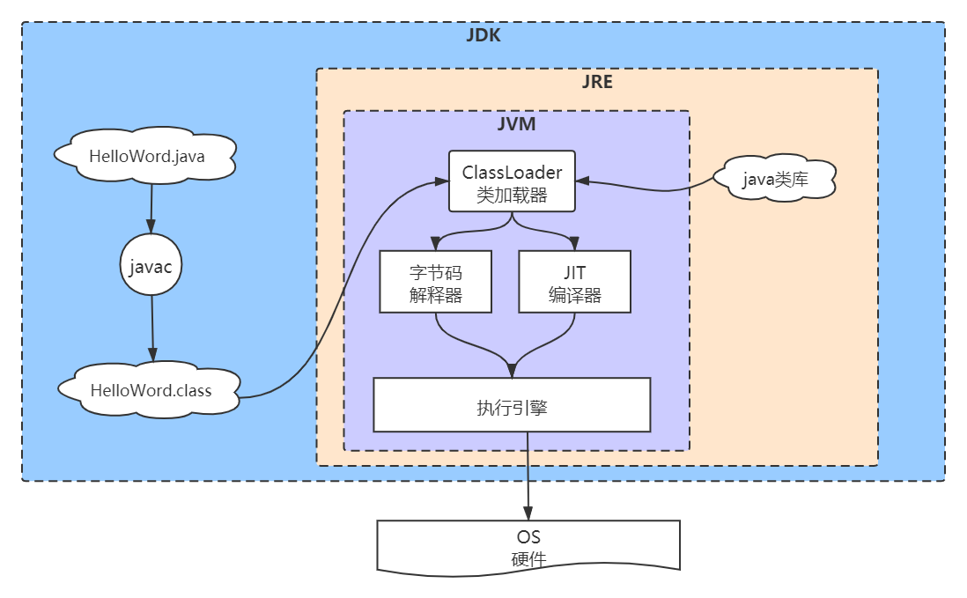 JDK
JRE
JVM
HelloWord.java
ClassLoader
类加载器
java类库
javac
字节码
解释器
JIT
编译器
HelloWord.class
执行引擎
OS
硬件